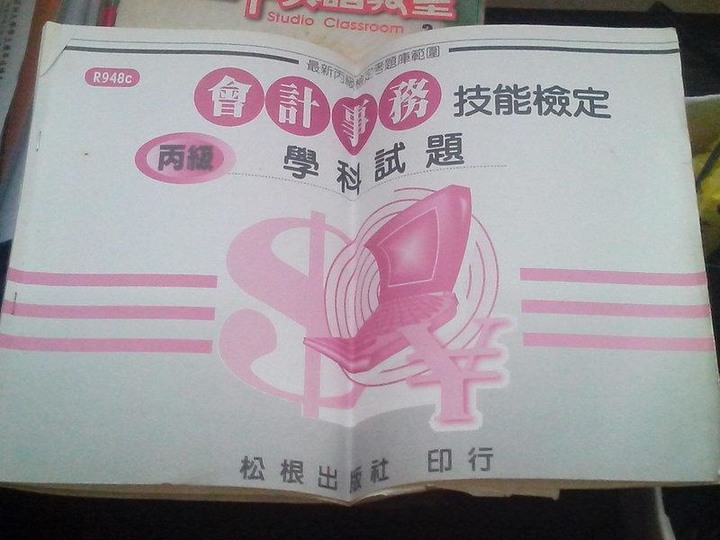 Studio Classroom
最新丙級檢定考題庫範圍
R948c
會計事務 技能檢定
丙級
學科試題
$
¥
松根出版社 印行